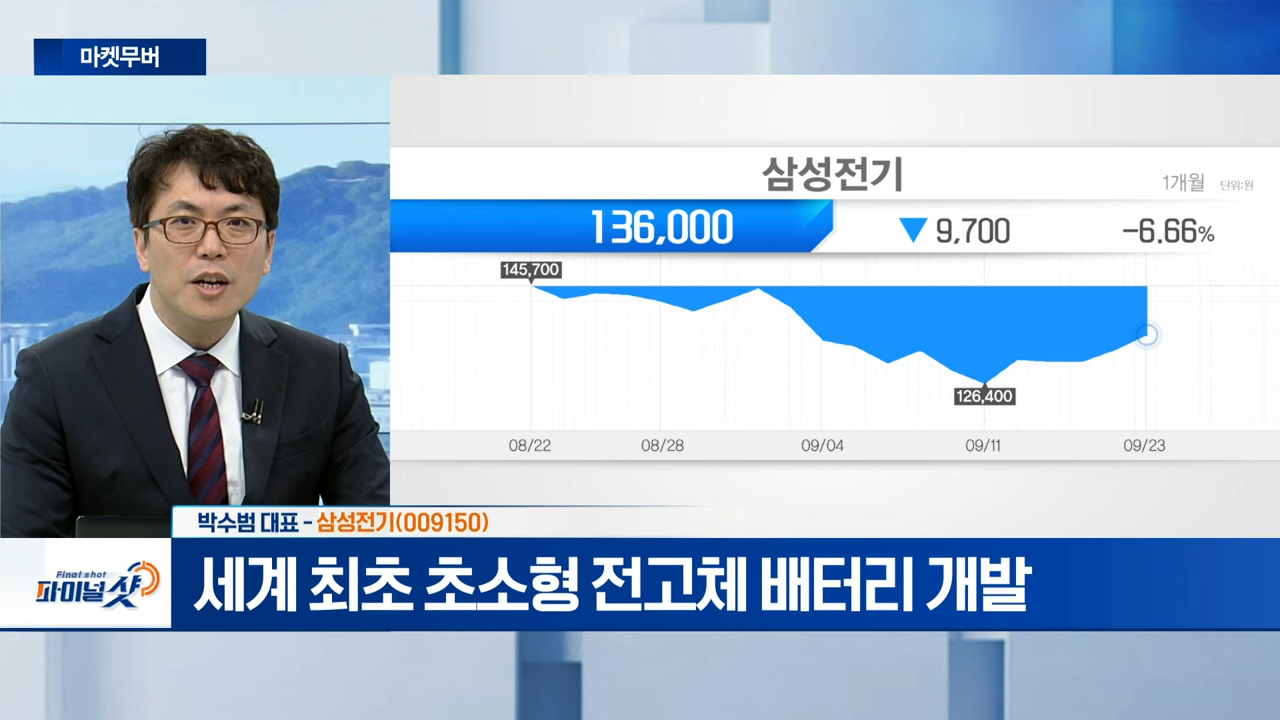 마켓무버
삼성전기
1개월 단위:원
136,000 ▼ 9,700 -6.66%
145,700
126,400
08/22 08/28 09/04 09/11 09/23
박수범 대표 - 삼성전기(009150)
Final shot
파이널샷
세계 최초 초소형 전고체 배터리 개발